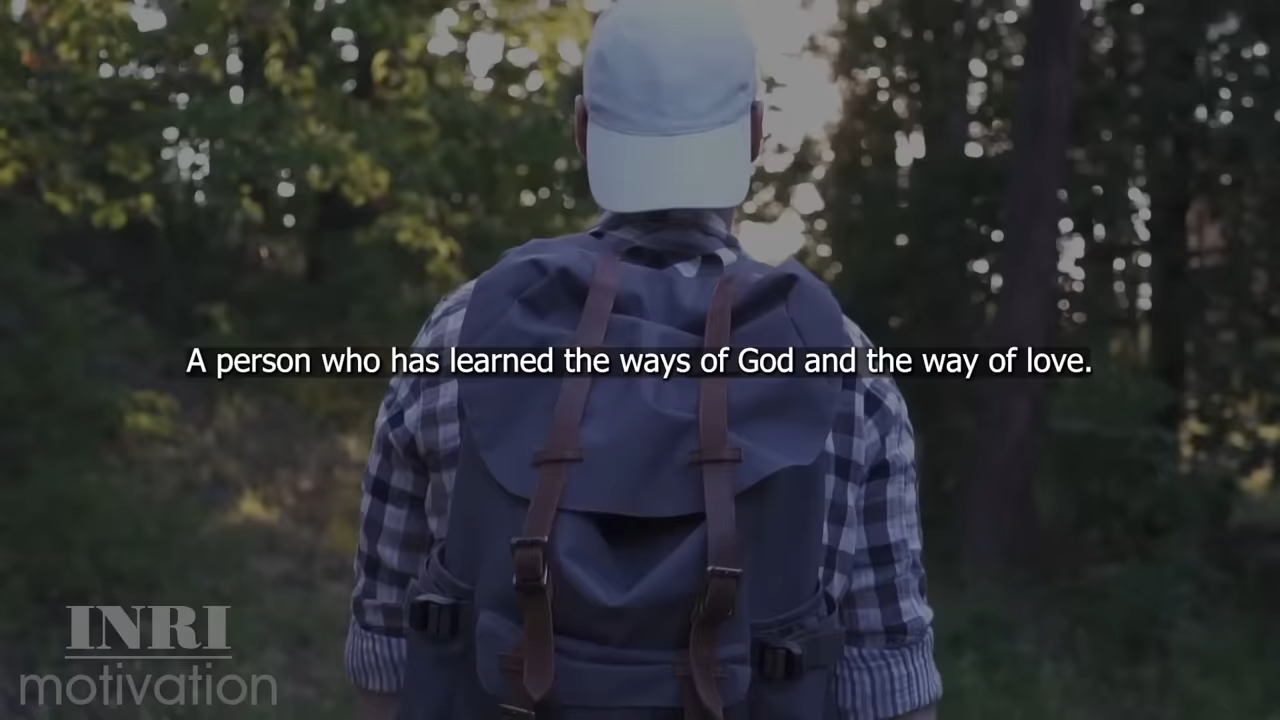 A person who has learned the ways of God and the way of love.
INRI
motivation